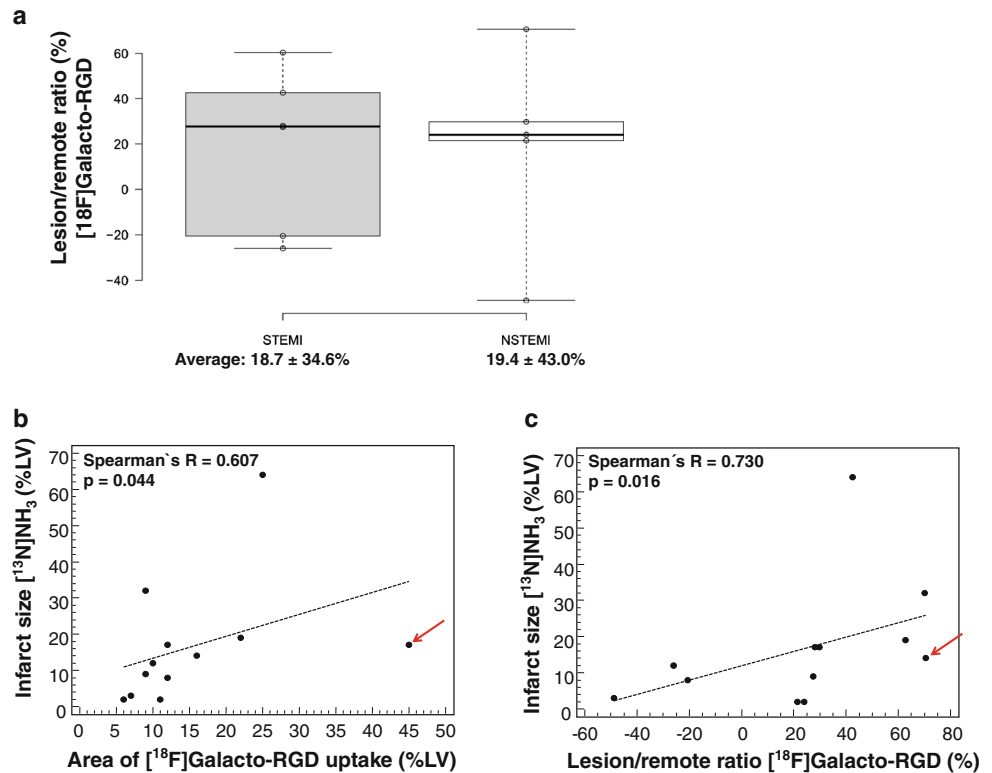 a
Lesion/remote ratio (%)
[18F]Galacto-RGD
60
40
20
0
−20
−40
STEMI
NSTEMI
Average: 18.7 ± 34.6%
19.4 ± 43.0%
b
Spearman`s R = 0.607
p = 0.044
Infarct size [¹³N]NH₃ (%LV)
70
60
50
40
30
20
10
0
0 5 10 15 20 25 30 35 40 45 50
Area of [¹⁸F]Galacto-RGD uptake (%LV)
c
Spearman´s R = 0.730
p = 0.016
Infarct size [¹³N]NH₃ (%LV)
70
60
50
40
30
20
10
0
-60 -40 -20 0 20 40 60 80
Lesion/remote ratio [¹⁸F]Galacto-RGD (%)